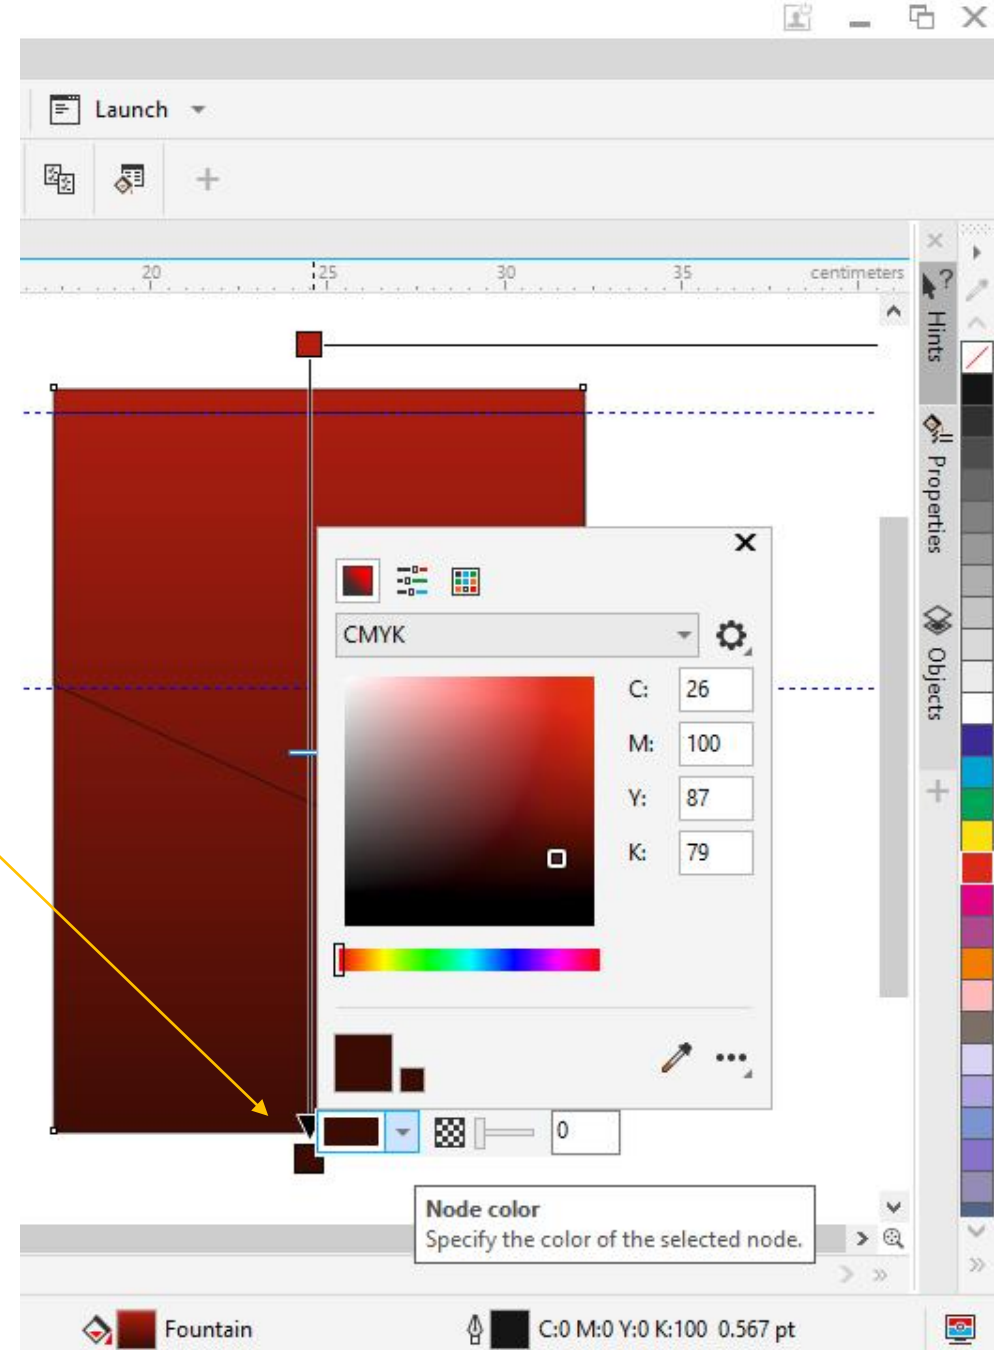 Launch
20 25 30 35 centimeters
? Hints
Properties
Objects
CMYK
C: 26
M: 100
Y: 87
K: 79
0
Node color
Specify the color of the selected node.
Fountain
C:0 M:0 Y:0 K:100 0.567 pt